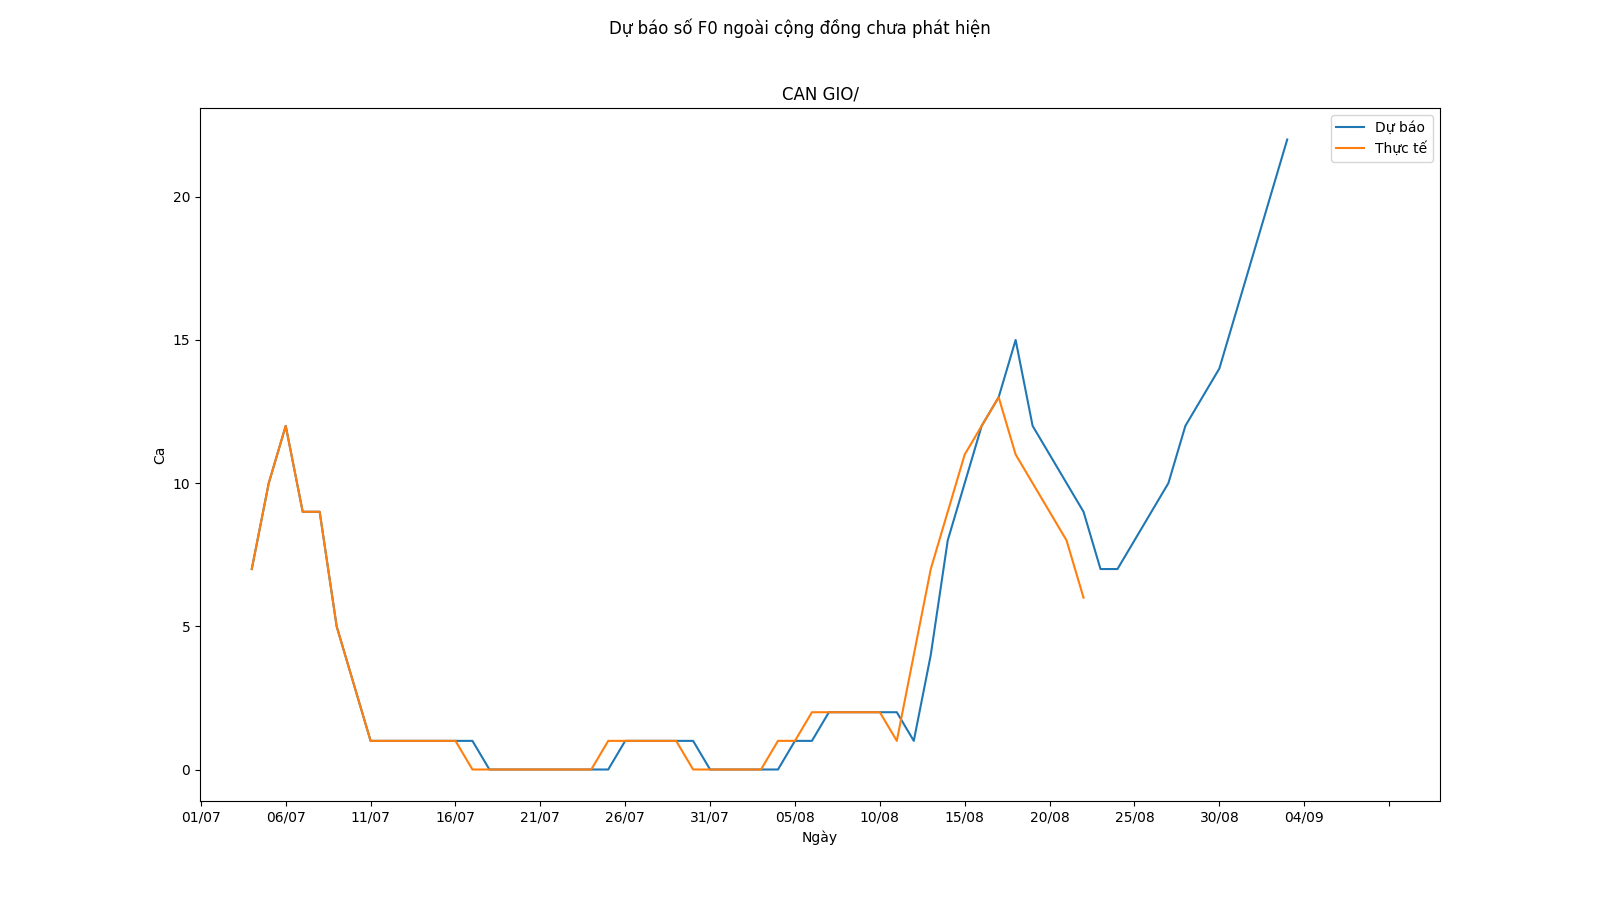 Dự báo số F0 ngoài cộng đồng chưa phát hiện
CAN GIO/
Dự báo
Thực tế
20
15
10
5
0
Ca
01/07 06/07 11/07 16/07 21/07 26/07 31/07 05/08 10/08 15/08 20/08 25/08 30/08 04/09
Ngày